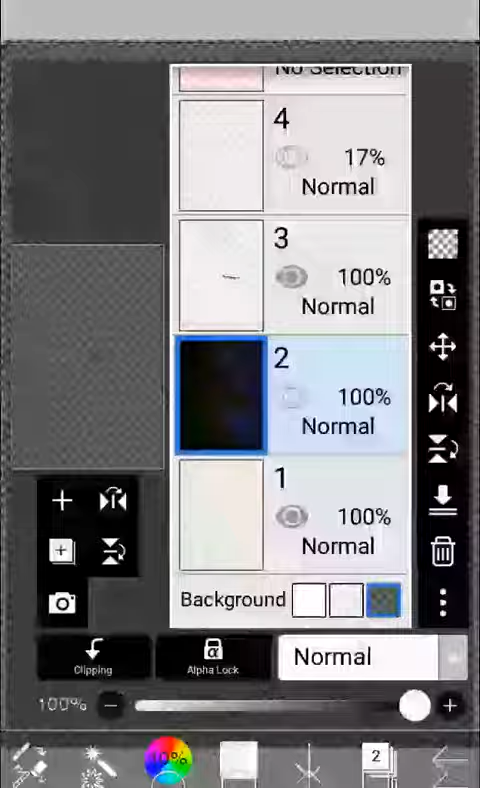 No Selection
4
17%
Normal
3
100%
Normal
2
100%
Normal
1
100%
Normal
Background
Clipping
α
Alpha Lock
Normal
100%
10%
2